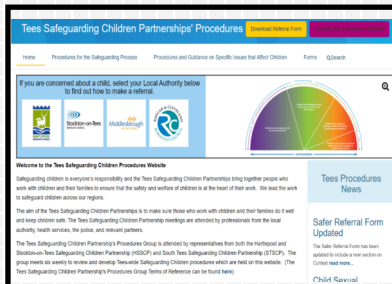 Tees Safeguarding Children Partnerships' Procedures
Download Referral Form
Home
Procedures for the Safeguarding Process
Procedures and Guidance on Specific Issues that Affect Children
Forms
Search
If you are concerned about a child, select your Local Authority below
to find out how to make a referral.
Stockton-on-Tees
Middlesbrough
Welcome to the Tees Safeguarding Children Procedures Website
Safeguarding children is everyone's responsibility and the Tees Safeguarding Children Partnerships bring together people who
work with children and their families to ensure that the safety and welfare of children is at the heart of their work. We lead the work
to safeguard children across our regions.
The aim of the Tees Safeguarding Children Partnerships is to make sure those who work with children and their families do it well
and keep children safe. The Tees Safeguarding Children Partnership meetings are attended by professionals from the local
authority, health services, the police, and relevant partners.
The Tees Safeguarding Children Partnership's Procedures Group is attended by representatives from both the Hartlepool and
Stockton-on-Tees Safeguarding Children Partnership (HSSCP) and South Tees Safeguarding Children Partnership (STSCP). The
group meets six weekly to review and develop Tees-wide Safeguarding Children procedures which are held on this website. (The
Tees Safeguarding Children Partnership's Procedures Group Terms of Reference can be found here)
Tees Procedures
News
Safer Referral Form
Updated
The Safer Referral Form has been
updated to include a new section on
Context read more...
Child Sexual